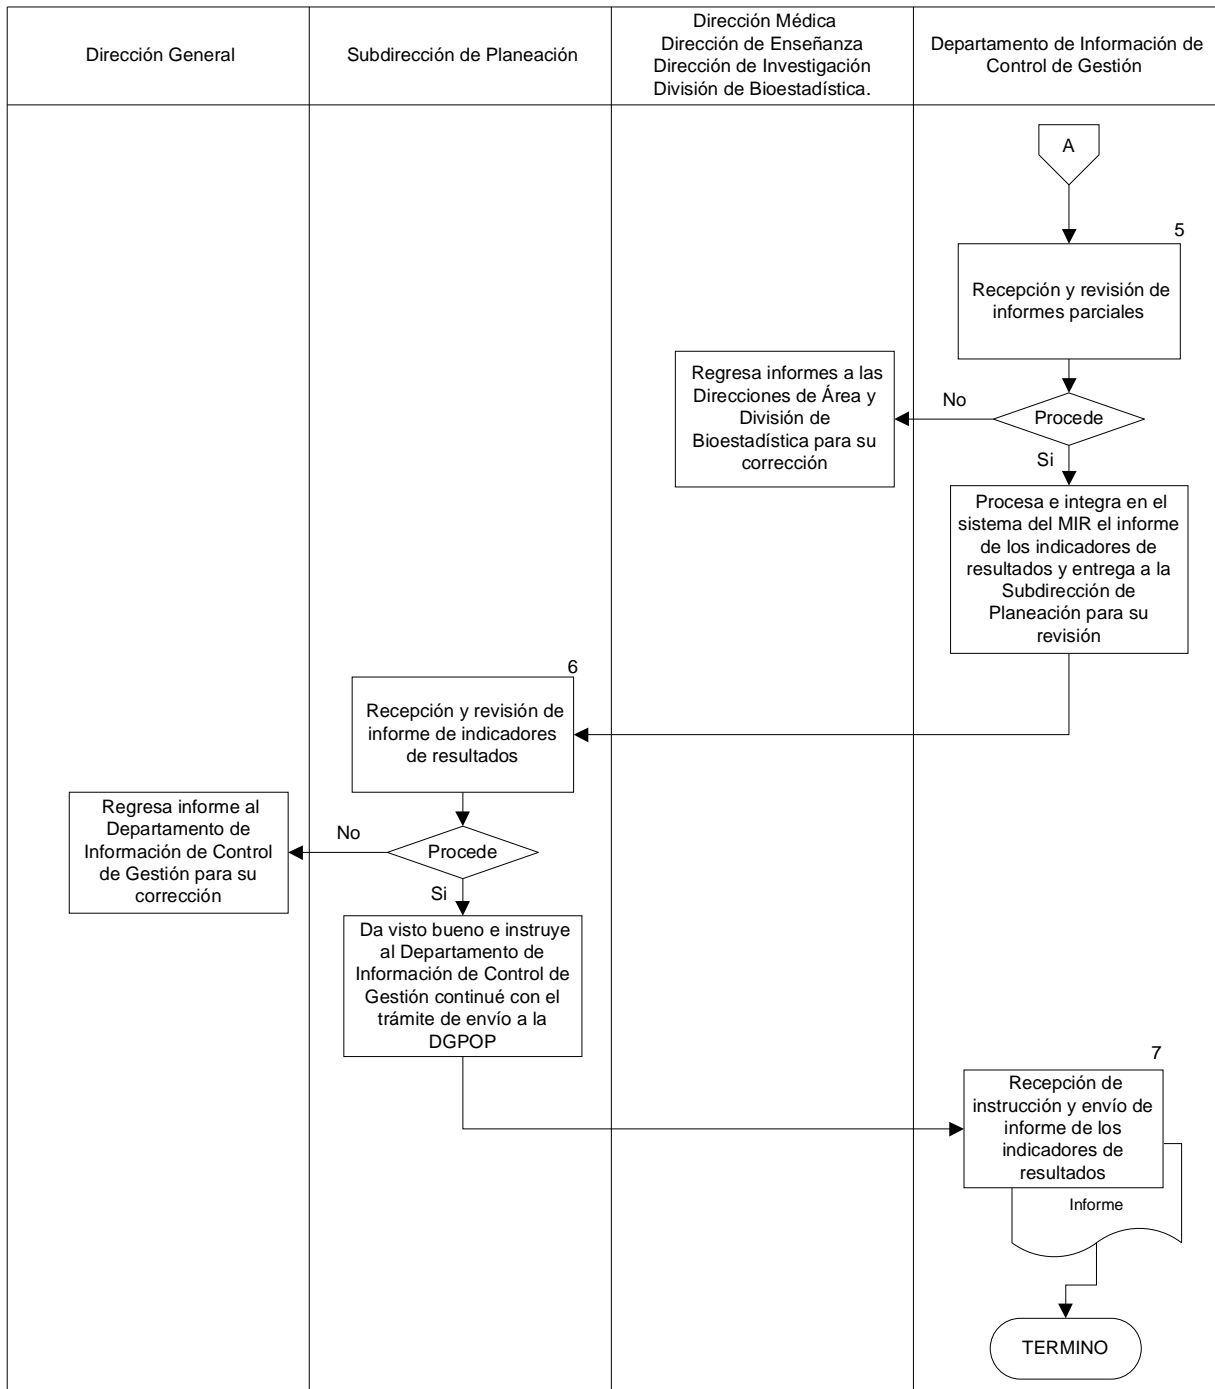 Dirección General
Subdirección de Planeación
Dirección Médica
Dirección de Enseñanza
Dirección de Investigación
División de Bioestadística.
Departamento de Información de
Control de Gestión
A
5
Recepción y revisión de
informes parciales
Procede
No
Regresa informes a las
Direcciones de Área y
División de
Bioestadística para su
corrección
Si
Procesa e integra en el
sistema del MIR el informe
de los indicadores de
resultados y entrega a la
Subdirección de
Planeación para su
revisión
6
Recepción y revisión de
informe de indicadores
de resultados
Procede
No
Regresa informe al
Departamento de
Información de Control
de Gestión para su
corrección
Si
Da visto bueno e instruye
al Departamento de
Información de Control de
Gestión continué con el
trámite de envío a la
DGPOP
7
Recepción de
instrucción y envío de
informe de los
indicadores de
resultados
Informe
TERMINO